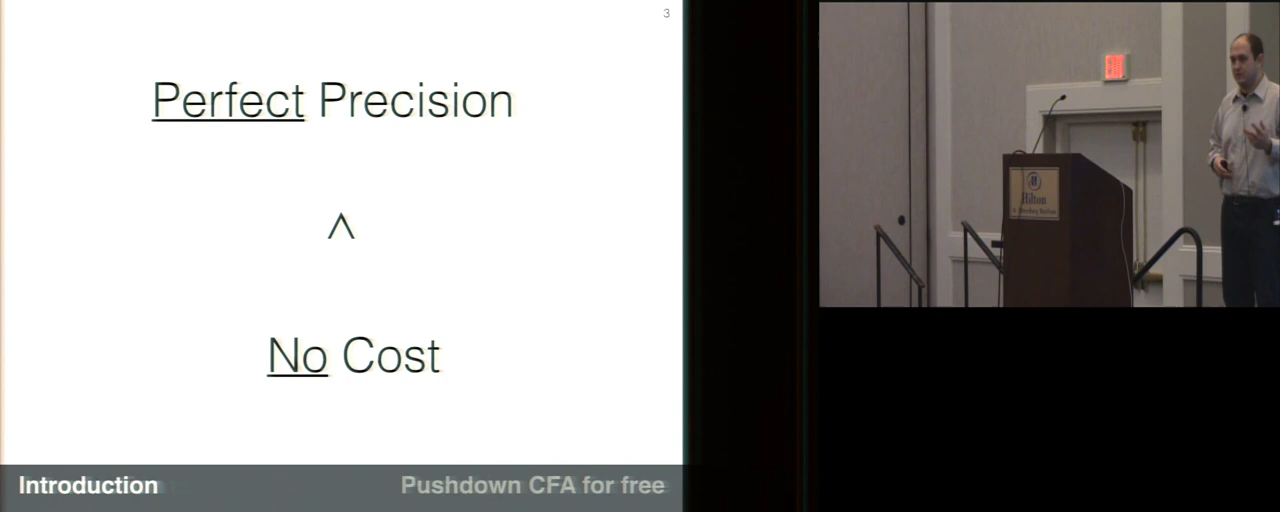 3
Perfect Precision
^
No Cost
Introduction
Pushdown CFA for free
Hilton